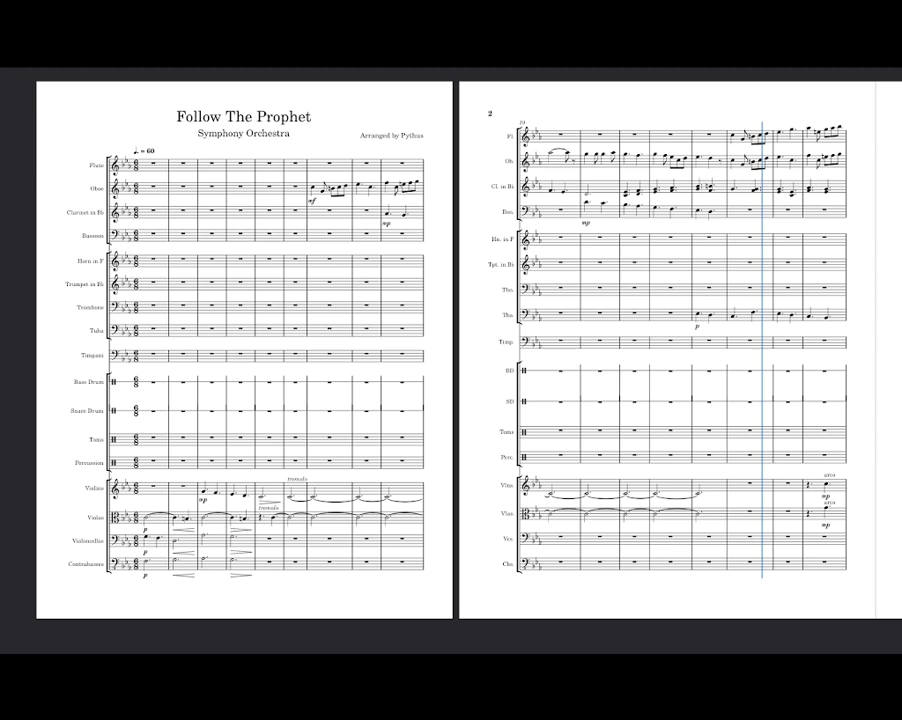 Follow The Prophet
Symphony Orchestra
Arranged by Pythus
♩. = 60
Flute
Oboe
mf
Clarinet in B♭
mp
Bassoon
Horn in F
Trumpet in B♭
Trombone
Tuba
Timpani
Bass Drum
Snare Drum
Toms
Percussion
tremolo
Violins
mp
tremolo
Violas
p
Violoncellos
p
Contrabasses
p
2
10
Fl.
Ob.
Cl. in B♭
Bsn.
mp
Hn. in F
Tpt. in B♭
Tbn.
Tba.
p
Timp.
BD
SD
Toms
Perc.
arco
Vlns.
mp
arco
Vlas.
mp
Vcs.
Cbs.